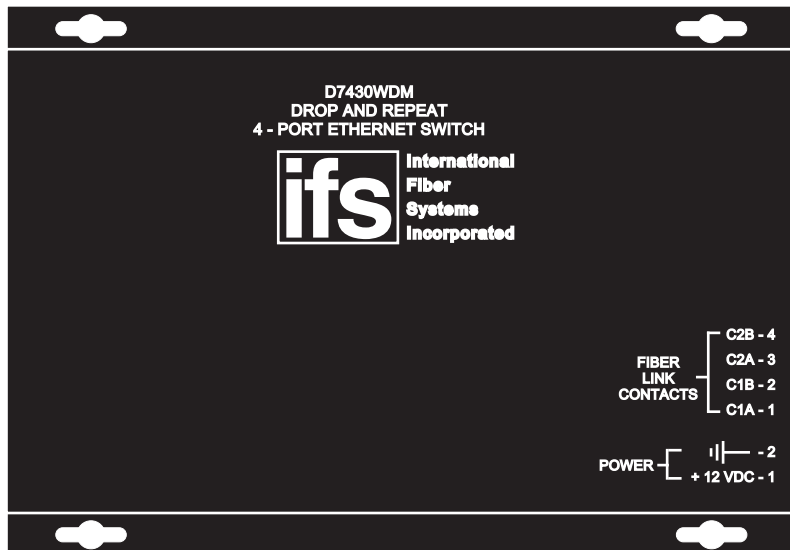 D7430WDM
DROP AND REPEAT
4 - PORT ETHERNET SWITCH
ifs
International
Fiber
Systems
Incorporated
FIBER
LINK
CONTACTS
C2B - 4
C2A - 3
C1B - 2
C1A - 1
POWER
- 2
+ 12 VDC - 1